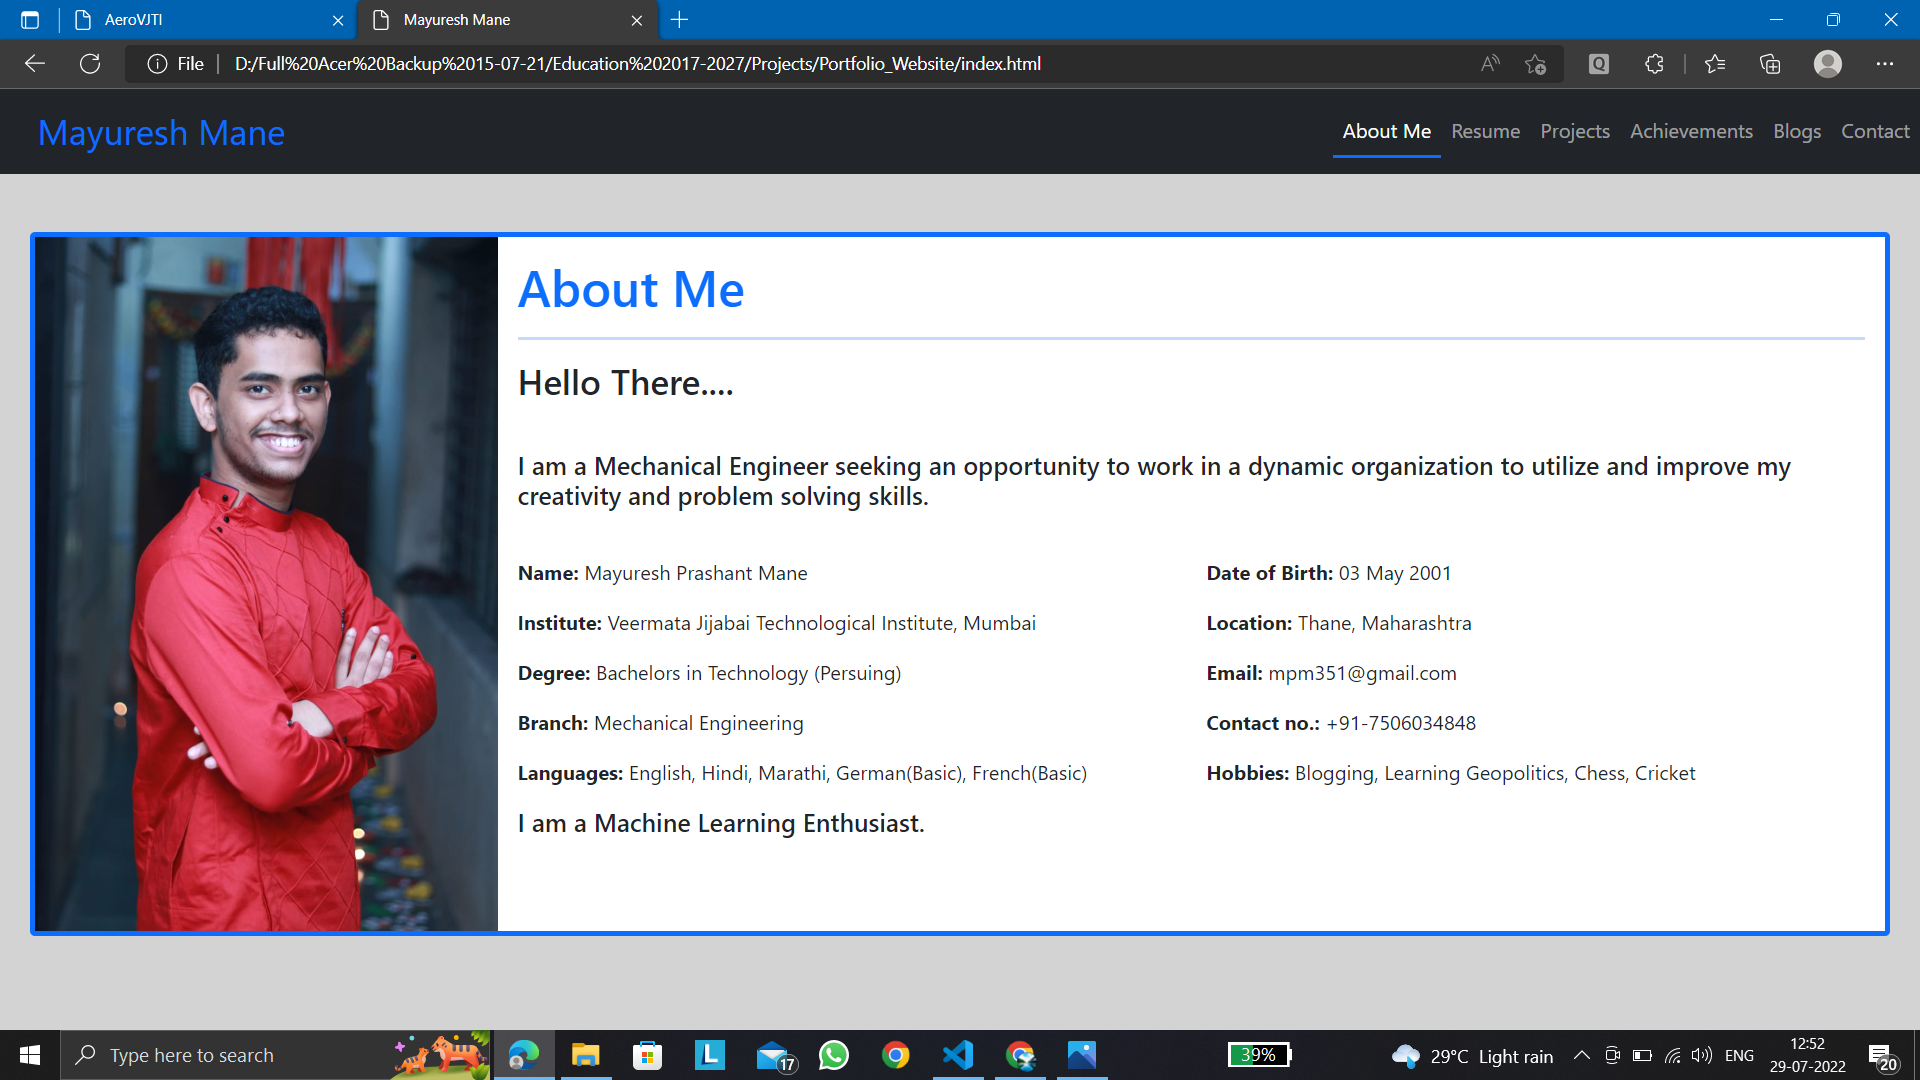 AeroVJTI
Mayuresh Mane
File
D:/Full%20Acer%20Backup%2015-07-21/Education%202017-2027/Projects/Portfolio_Website/index.html
Q
Mayuresh Mane
About Me Resume Projects Achievements Blogs Contact
About Me
Hello There....
I am a Mechanical Engineer seeking an opportunity to work in a dynamic organization to utilize and improve my
creativity and problem solving skills.
Name: Mayuresh Prashant Mane
Date of Birth: 03 May 2001
Institute: Veermata Jijabai Technological Institute, Mumbai
Location: Thane, Maharashtra
Degree: Bachelors in Technology (Persuing)
Email: mpm351@gmail.com
Branch: Mechanical Engineering
Contact no.: +91-7506034848
Languages: English, Hindi, Marathi, German(Basic), French(Basic)
Hobbies: Blogging, Learning Geopolitics, Chess, Cricket
I am a Machine Learning Enthusiast.
Type here to search
L
17
39%
29°C Light rain
ENG
12:52
29-07-2022
20